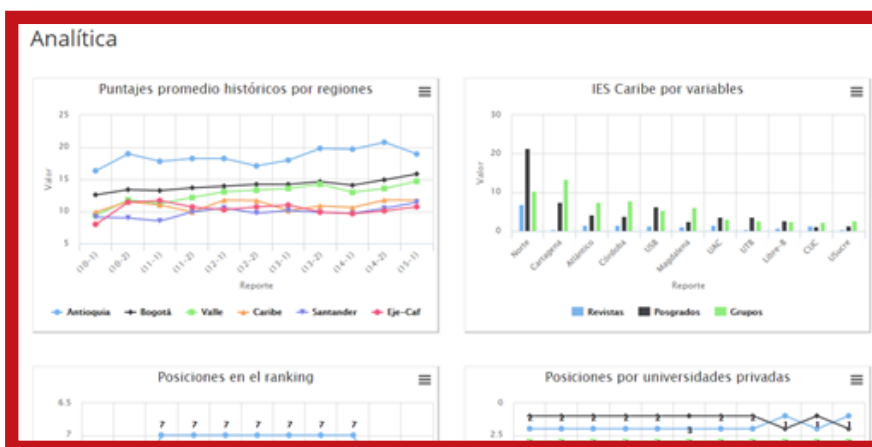 Analítica
Puntajes promedio históricos por regiones
25
20
15
10
5
Valor
(10-1) (10-2) (11-1) (11-2) (12-1) (12-2) (13-1) (13-2) (14-1) (14-2) (15-1)
Reporte
Antioquia Bogotá Valle Caribe Santander Eje-Caf
IES Caribe por variables
30
20
10
0
Valor
Norte Cartagena Atlántico Córdoba USB Magdalena UAC UTB Libre-B CUC USucre
Reporte
Revistas Posgrados Grupos
Posiciones en el ranking
6.5
7 7 7 7 7 7 7
7
Posiciones por universidades privadas
0
2 2 2 2 2 2 2 1 1 1
3
2.5